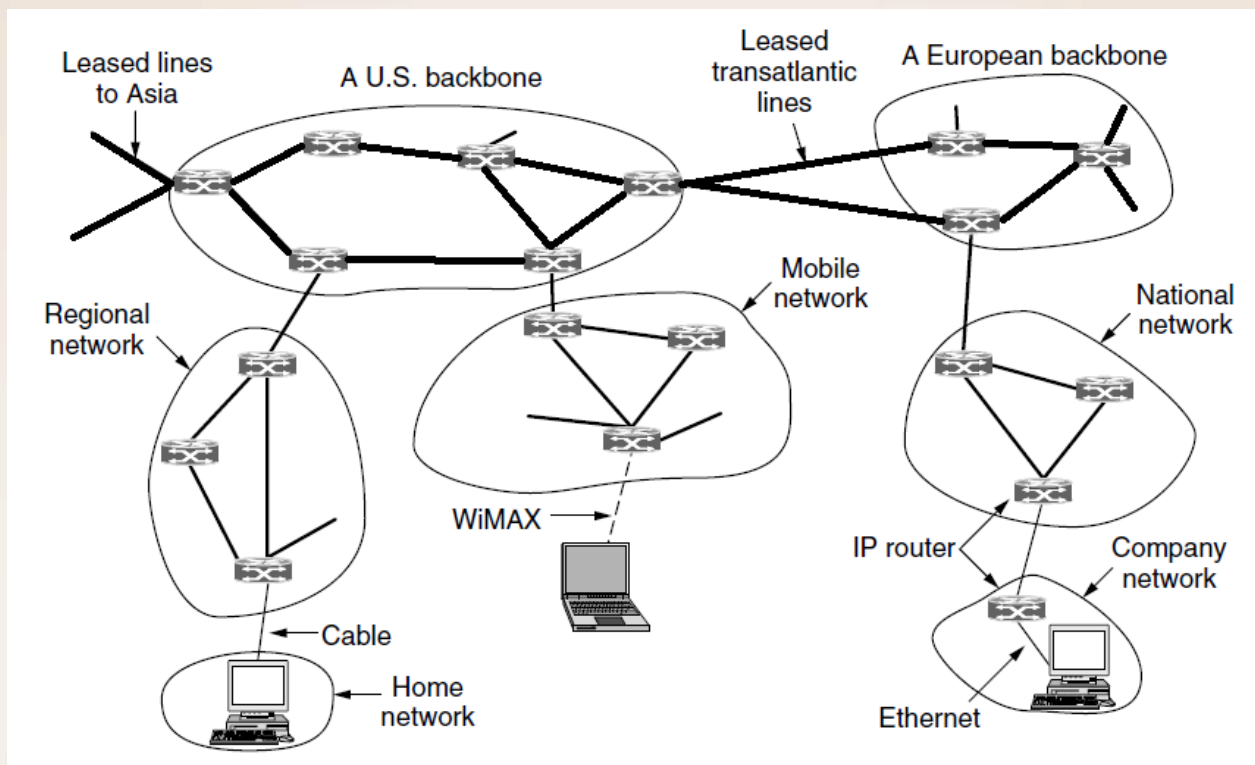 Leased lines
to Asia
A U.S. backbone
Leased
transatlantic
lines
A European backbone
Regional
network
Mobile
network
National
network
WiMAX
IP router
Company
network
Cable
Home
network
Ethernet